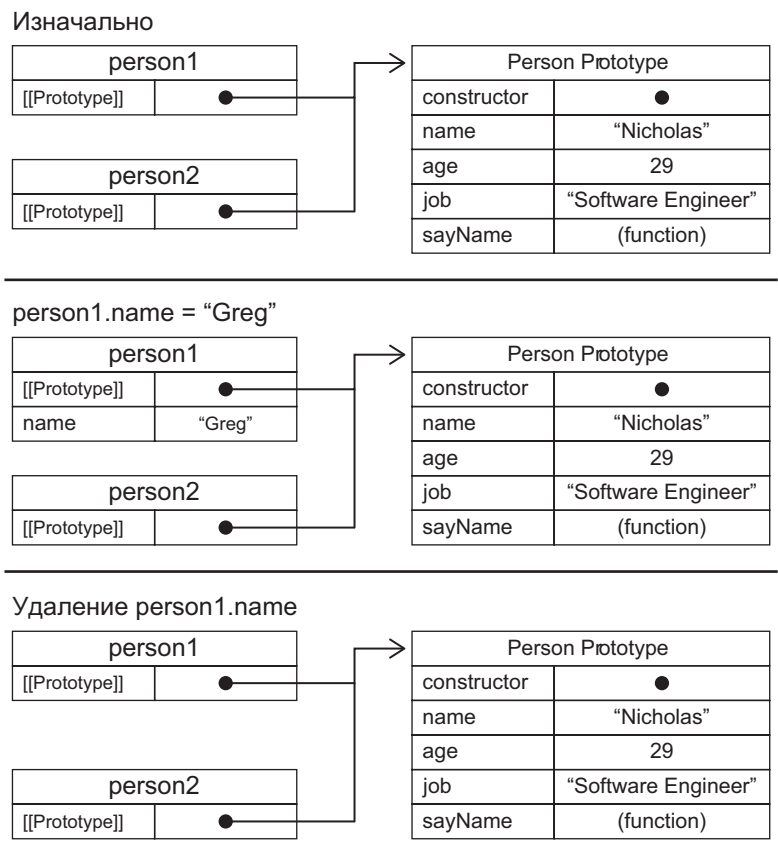 Изначально
person1
[[Prototype]]
person2
[[Prototype]]
Person Prototype
constructor
name “Nicholas”
age 29
job “Software Engineer”
sayName (function)
person1.name = “Greg”
person1
[[Prototype]]
name “Greg”
person2
[[Prototype]]
Person Prototype
constructor
name “Nicholas”
age 29
job “Software Engineer”
sayName (function)
Удаление person1.name
person1
[[Prototype]]
person2
[[Prototype]]
Person Prototype
constructor
name “Nicholas”
age 29
job “Software Engineer”
sayName (function)